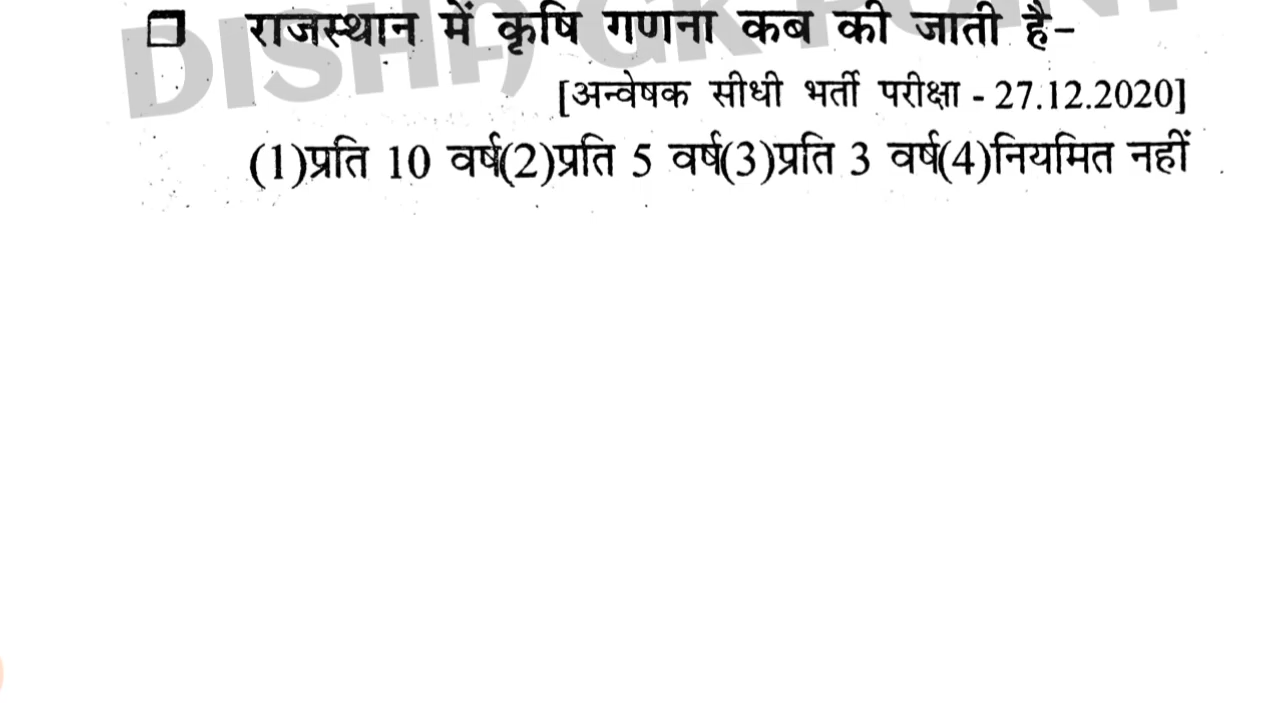 राजस्थान में कृषि गणना कब की जाती है-
[अन्वेषक सीधी भर्ती परीक्षा - 27.12.2020]
(1)प्रति 10 वर्ष(2)प्रति 5 वर्ष(3)प्रति 3 वर्ष(4)नियमित नहीं